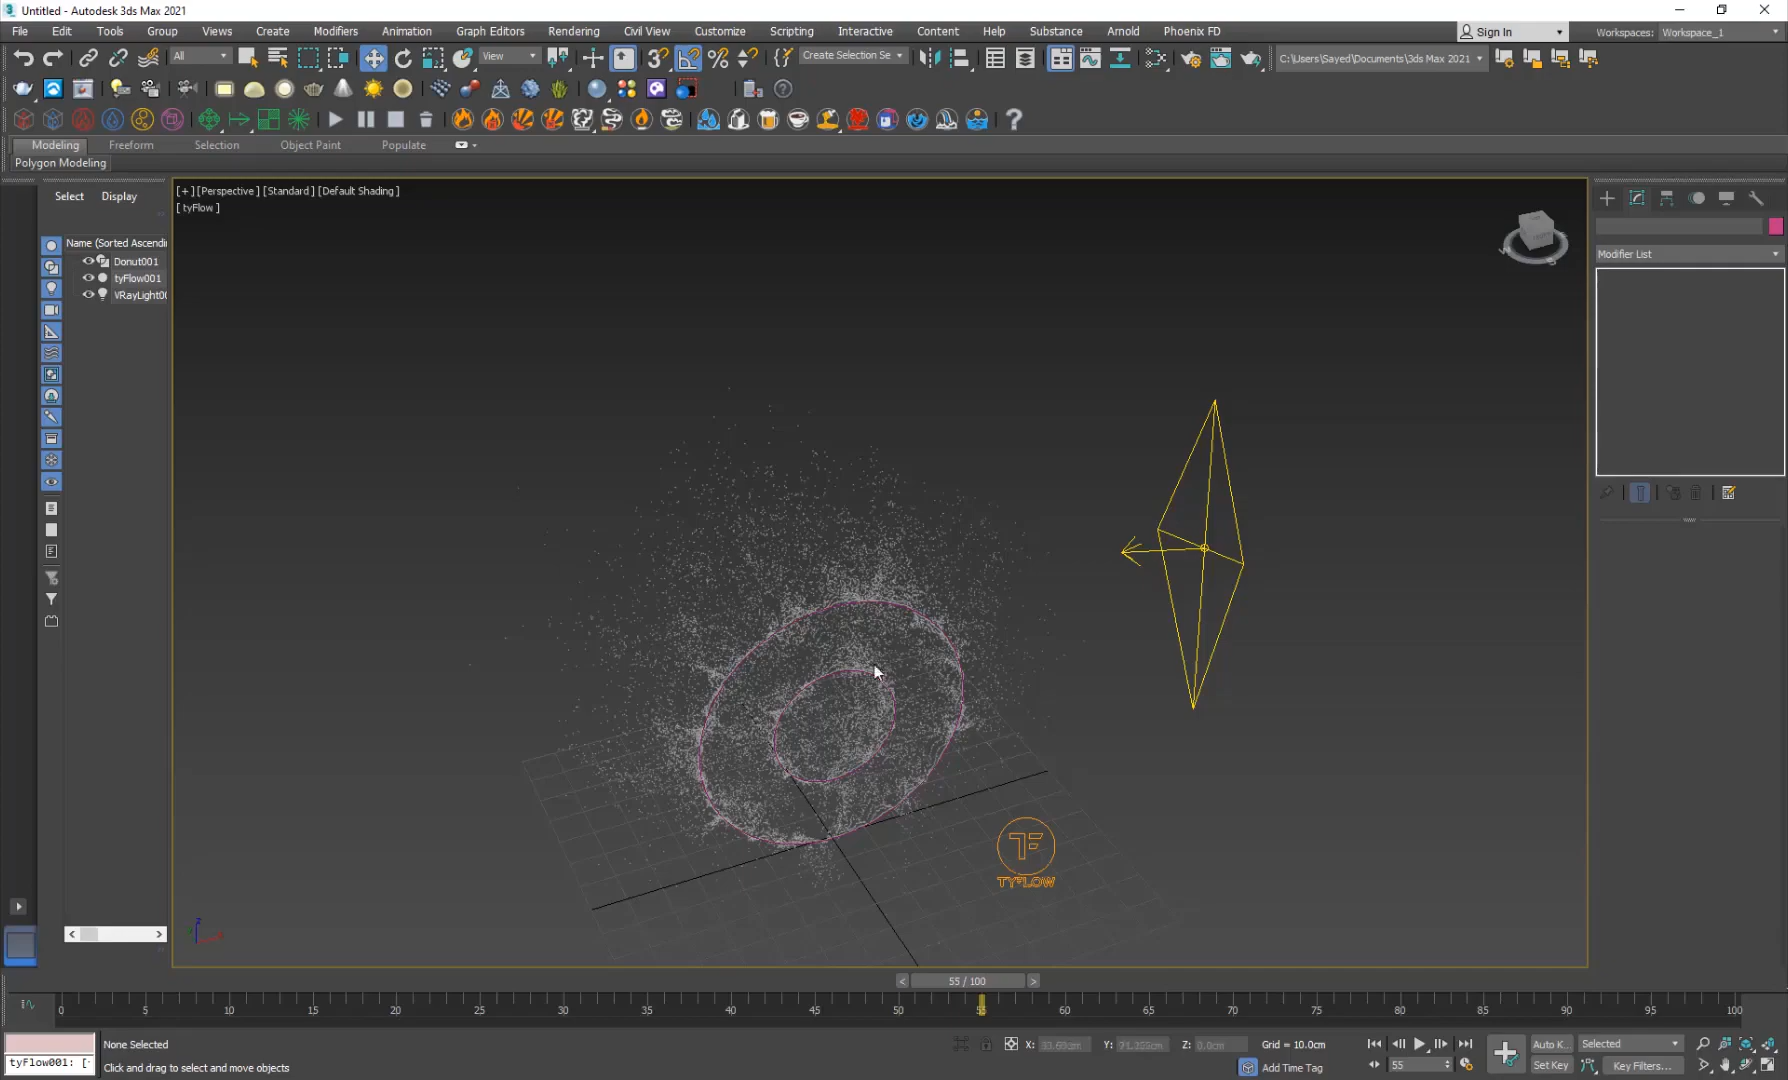 Untitled - Autodesk 3ds Max 2021
File Edit Tools Group Views Create Modifiers Animation Graph Editors Rendering Civil View Customize Scripting Interactive Content Help Substance Arnold Phoenix FD Sign In Workspaces: Workspace_1
All View Create Selection Se C:\Users\Sayed\Documents\3ds Max 2021
Modeling Freeform Selection Object Paint Populate
Polygon Modeling
Select Display
[+] [Perspective] [Standard] [Default Shading]
[ tyFlow ]
Name (Sorted Ascendi
Donut001
tyFlow001
VRayLight00
Modifier List
TF
TYFLOW
< 55 / 100 >
0 5 10 15 20 25 30 35 40 45 50 55 60 65 70 75 80 85 90 95 100
None Selected X: Y: Z: 0.0cm Grid = 10.0cm Auto K... Selected
tyFlow001: [ Click and drag to select and move objects Add Time Tag 55 Set Key Key Filters...